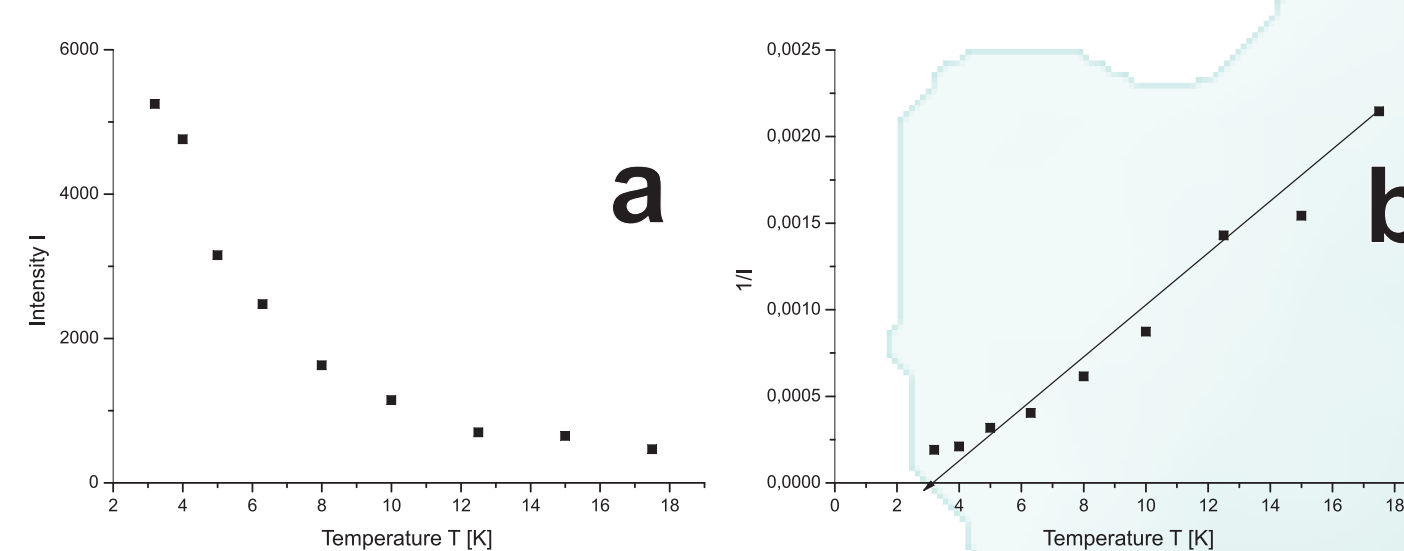 6000
4000
2000
0
Intensity I
2 4 6 8 10 12 14 16 18
Temperature T [K]
a
0,0025
0,0020
0,0015
0,0010
0,0005
0,0000
1/I
0 2 4 6 8 10 12 14 16 18
Temperature T [K]
b